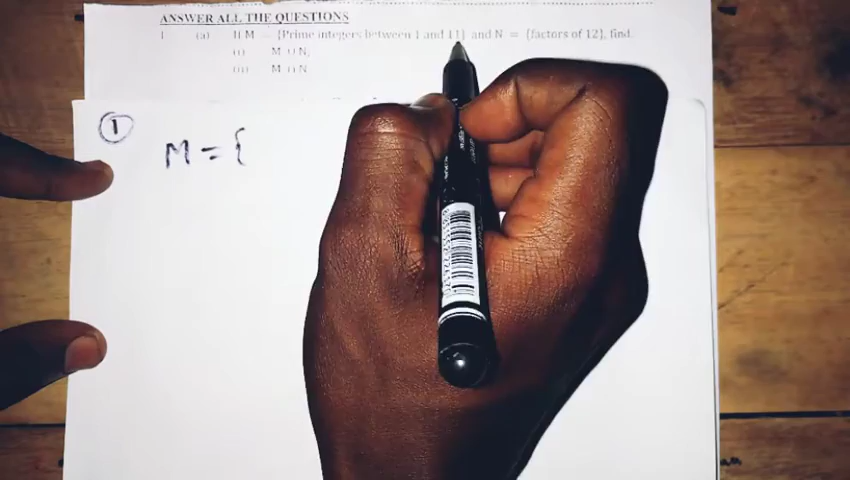 ANSWER ALL THE QUESTIONS
1 (a) If M = {Prime integers between 1 and 11} and N = {factors of 12}, find.
(i) M ∪ N;
(ii) M ∩ N
① M = {